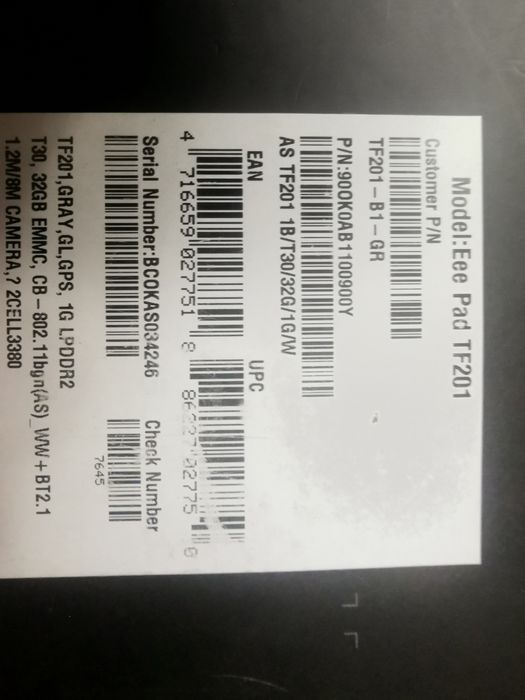 Model:Eee Pad TF201
Customer P/N
TF201-B1-GR
P/N:90OK0AB1100900Y
AS TF201 1B/T30/32G/1G/W
EAN UPC
4 716659 027751
Serial Number:BCOKAS034246 Check Number
7645
TF201,GRAY,GL,GPS, 1G LPDDR2
T30, 32GB EMMC, CB-802.11bgn(AS)_WW+BT2.1
1.2M/8M CAMERA,? 2CELL3380